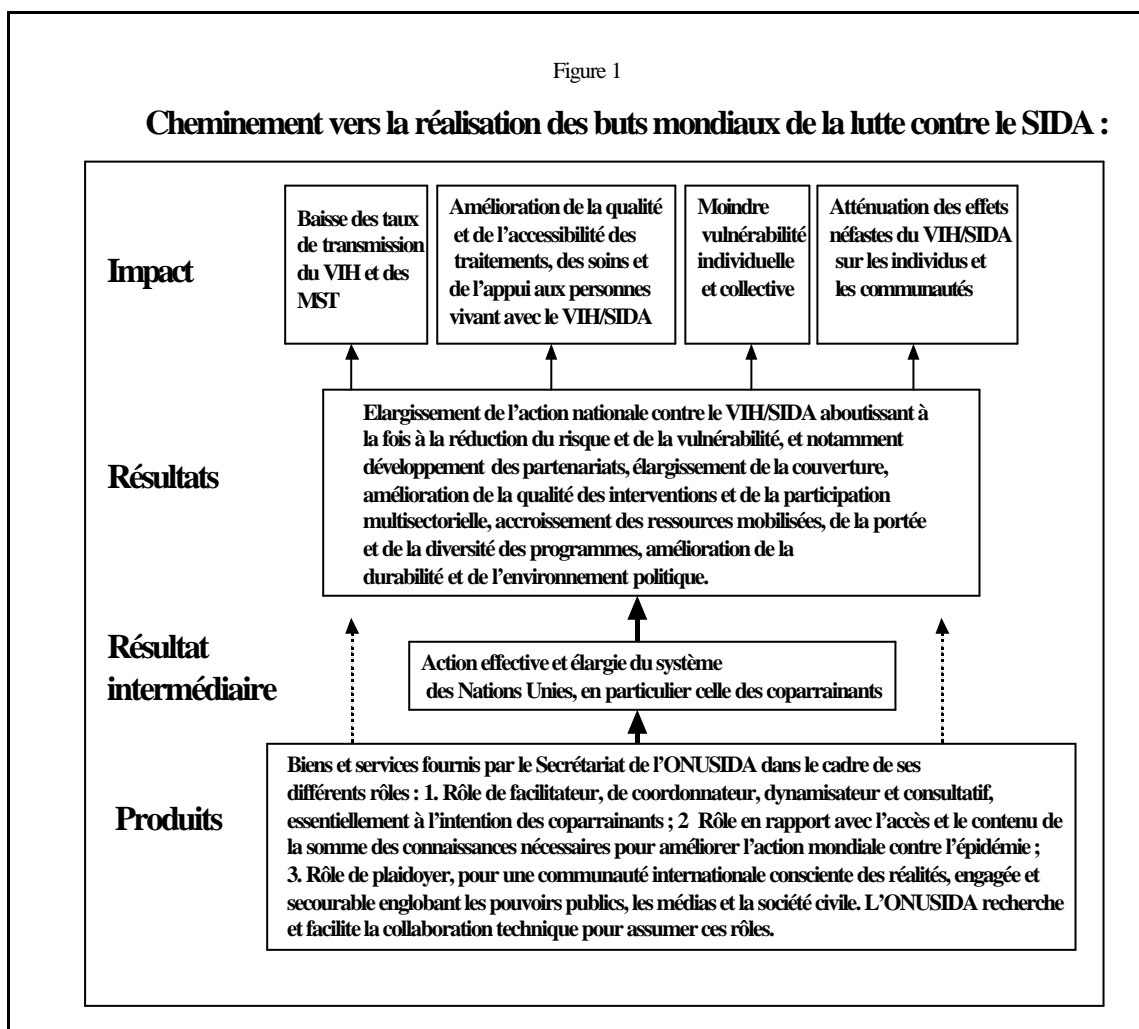 Figure 1
Cheminement vers la réalisation des buts mondiaux de la lutte contre le SIDA :
Impact
Baisse des taux
de transmission
du VIH et des
MST
Amélioration de la qualité
et de l'accessibilité des
traitements, des soins et
de l'appui aux personnes
vivant avec le VIH/SIDA
Moindre
vulnérabilité
individuelle
et collective
Atténuation des effets
néfastes du VIH/SIDA
sur les individus et
les communautés
Résultats
Elargissement de l'action nationale contre le VIH/SIDA aboutissant à
la fois à la réduction du risque et de la vulnérabilité, et notamment
développement des partenariats, élargissement de la couverture,
amélioration de la qualité des interventions et de la participation
multisectorielle, accroissement des ressources mobilisées, de la portée
et de la diversité des programmes, amélioration de la
durabilité et de l'environnement politique.
Résultat
intermédiaire
Action effective et élargie du système
des Nations Unies, en particulier celle des coparrainants
Produits
Biens et services fournis par le Secrétariat de l'ONUSIDA dans le cadre de ses
différents rôles : 1. Rôle de facilitateur, de coordonnateur, dynamisateur et consultatif,
essentiellement à l'intention des coparrainants ; 2 Rôle en rapport avec l'accès et le contenu de
la somme des connaissances nécessaires pour améliorer l'action mondiale contre l'épidémie ;
3. Rôle de plaidoyer, pour une communauté internationale consciente des réalités, engagée et
secourable englobant les pouvoirs publics, les médias et la société civile. L'ONUSIDA recherche
et facilite la collaboration technique pour assumer ces rôles.